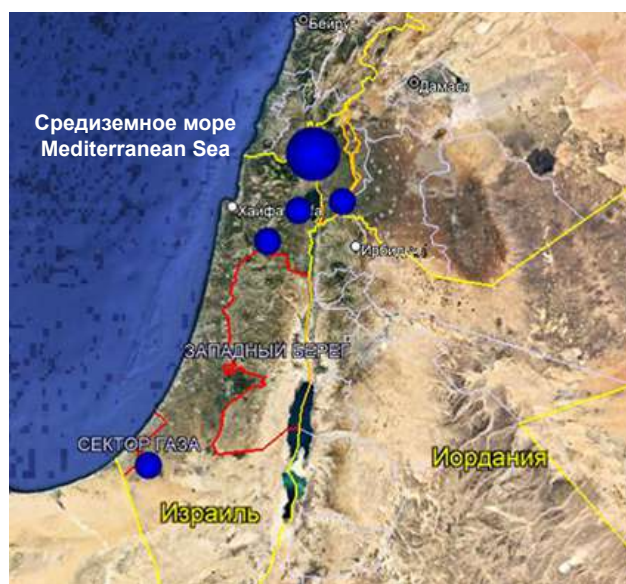 Бейрут
Дамаск
Средиземное море
Mediterranean Sea
Хайфа
Ирбид
ЗАПАДНЫЙ БЕРЕГ
СЕКТОР ГАЗА
Иордания
Израиль